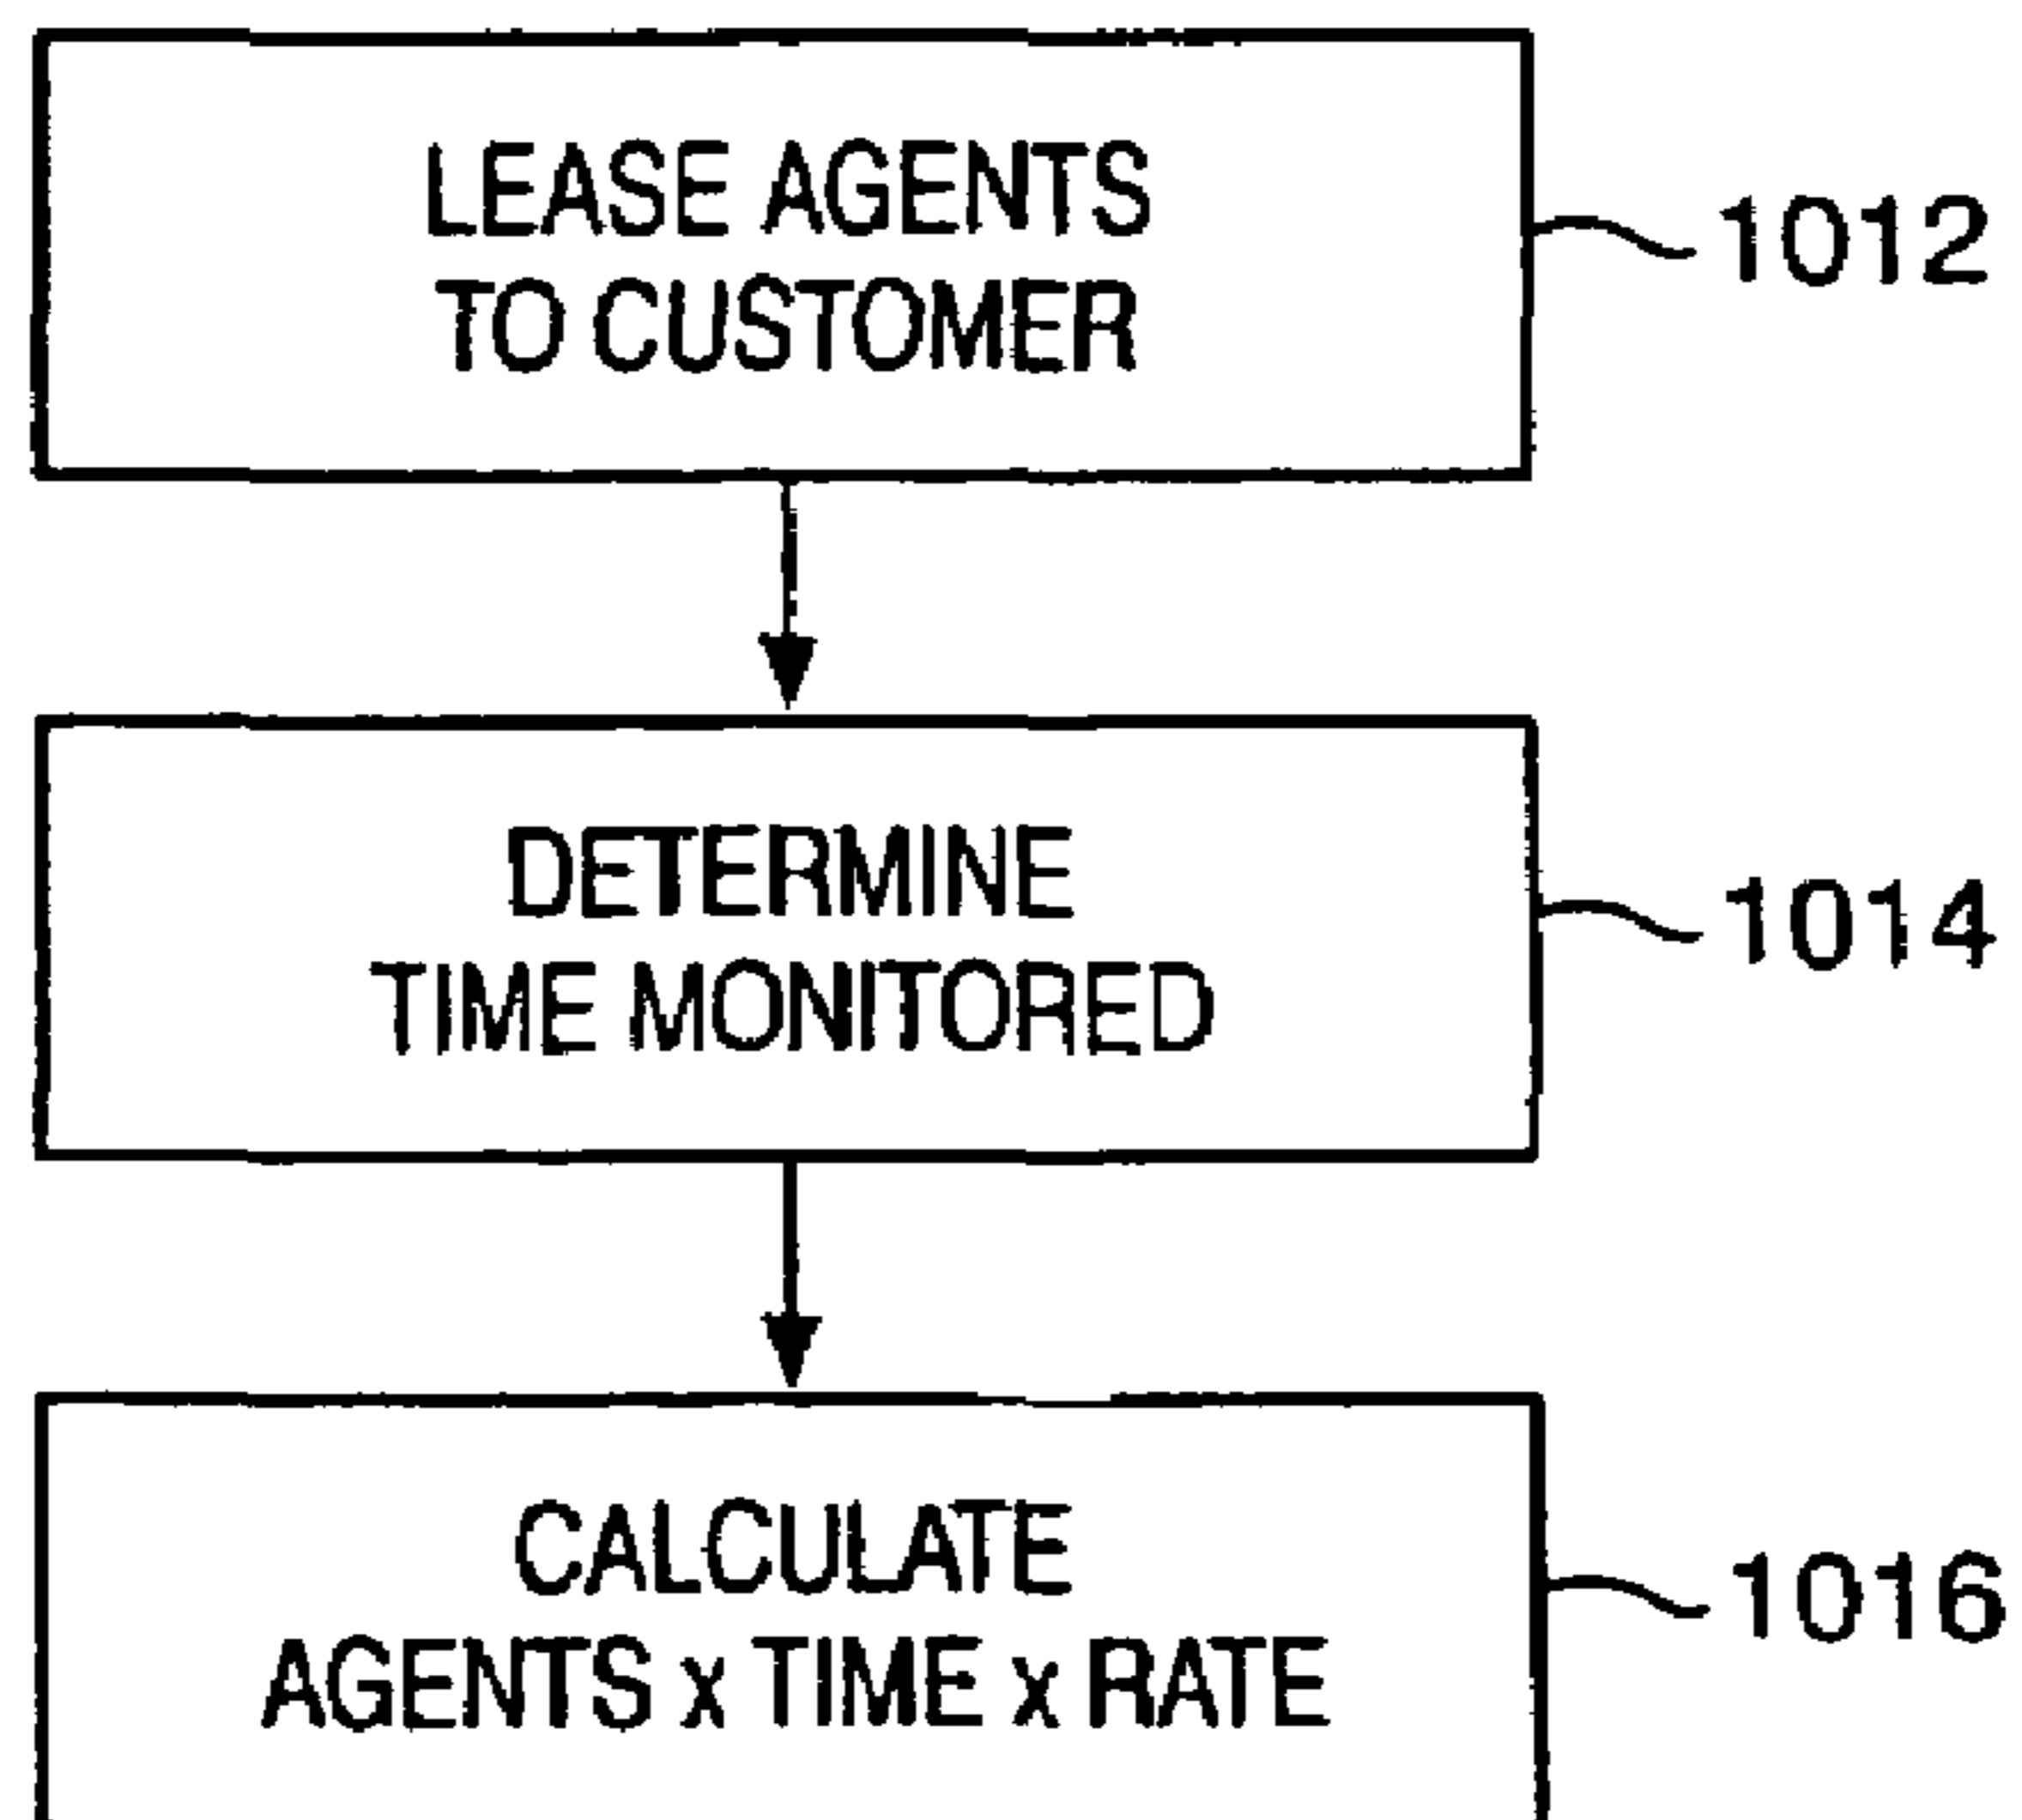 LEASE AGENTS
TO CUSTOMER
1012
DETERMINE
TIME MONITORED
1014
CALCULATE
AGENTS x TIME x RATE
1016